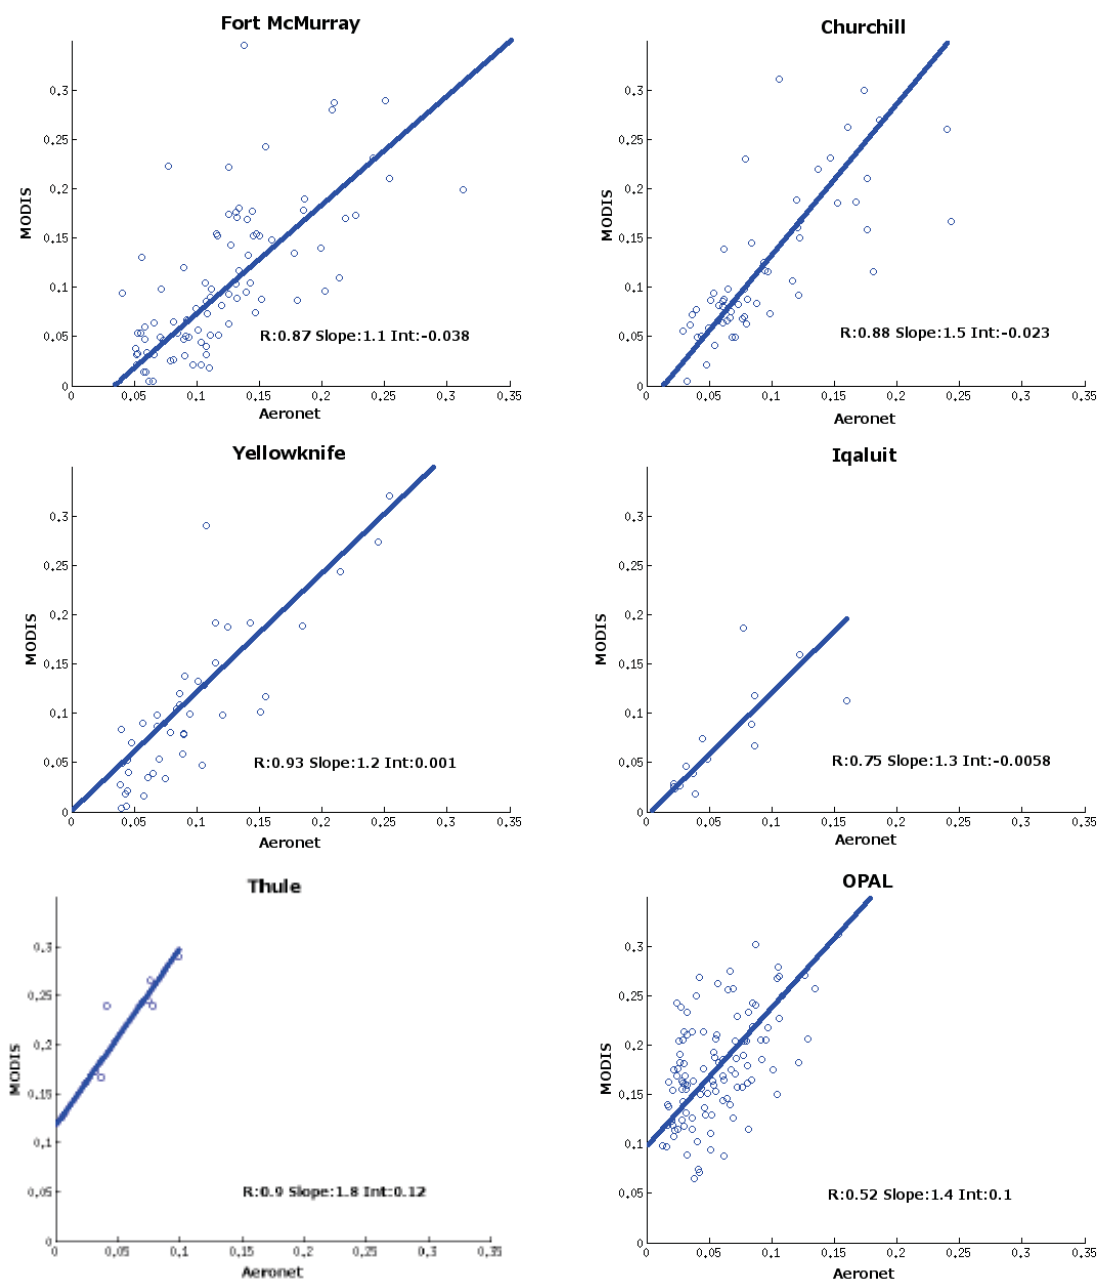 Fort McMurray
0.3
0.25
0.2
0.15
0.1
0.05
0
MODIS
R:0.87 Slope:1.1 Int:-0.038
0 0.05 0.1 0.15 0.2 0.25 0.3 0.35
Aeronet
Churchill
0.3
0.25
0.2
0.15
0.1
0.05
0
MODIS
R:0.88 Slope:1.5 Int:-0.023
0 0.05 0.1 0.15 0.2 0.25 0.3 0.35
Aeronet
Yellowknife
0.3
0.25
0.2
0.15
0.1
0.05
0
MODIS
R:0.93 Slope:1.2 Int:0.001
0 0.05 0.1 0.15 0.2 0.25 0.3 0.35
Aeronet
Iqaluit
0.3
0.25
0.2
0.15
0.1
0.05
0
MODIS
R:0.75 Slope:1.3 Int:-0.0058
0 0.05 0.1 0.15 0.2 0.25 0.3 0.35
Aeronet
Thule
0.3
0.25
0.2
0.15
0.1
0.05
0
MODIS
R:0.9 Slope:1.8 Int:0.12
0 0.05 0.1 0.15 0.2 0.25 0.3 0.35
Aeronet
OPAL
0.3
0.25
0.2
0.15
0.1
0.05
0
MODIS
R:0.52 Slope:1.4 Int:0.1
0 0.05 0.1 0.15 0.2 0.25 0.3 0.35
Aeronet